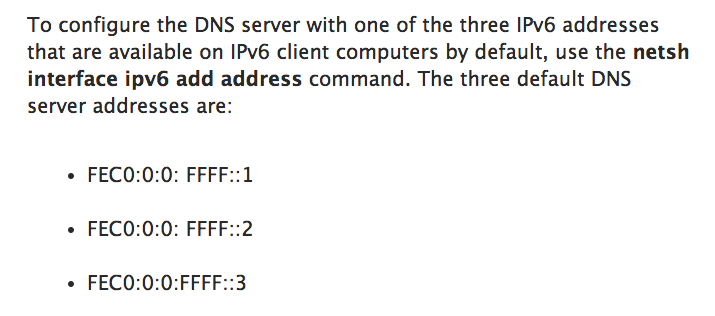 To configure the DNS server with one of the three IPv6 addresses
that are available on IPv6 client computers by default, use the netsh
interface ipv6 add address command. The three default DNS
server addresses are:
• FEC0:0:0: FFFF::1
• FEC0:0:0: FFFF::2
• FEC0:0:0:FFFF::3